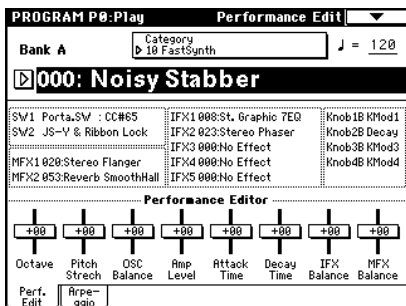 PROGRAM P0:Play Performance Edit
Bank A
Category
10 FastSynth
♩ = 120
000: Noisy Stabber
SW1 Porta.SW :CC#65
SW2 JS-Y & Ribbon Lock
MFX1 020:Stereo Flanger
MFX2 053:Reverb SmoothHall
IFX1 008:St. Graphic 7EQ
IFX2 023:Stereo Phaser
IFX3 000:No Effect
IFX4 000:No Effect
IFX5 000:No Effect
Knob1B KMod1
Knob2B Decay
Knob3B KMod3
Knob4B KMod4
Performance Editor
+00 +00 +00 +00 +00 +00 +00 +00
Octave Pitch Strech OSC Balance Amp Level Attack Time Decay Time IFX Balance MFX Balance
Perf. Edit Arpe-ggio